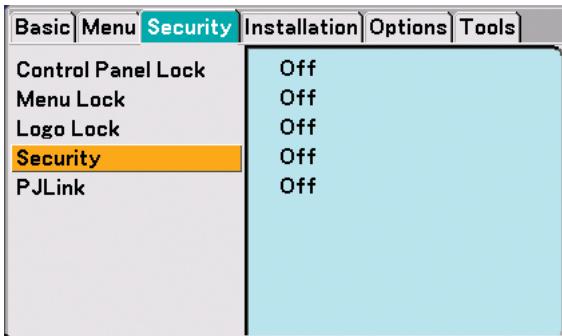 Basic Menu Security Installation Options Tools
Control Panel Lock Off
Menu Lock Off
Logo Lock Off
Security Off
PJLink Off